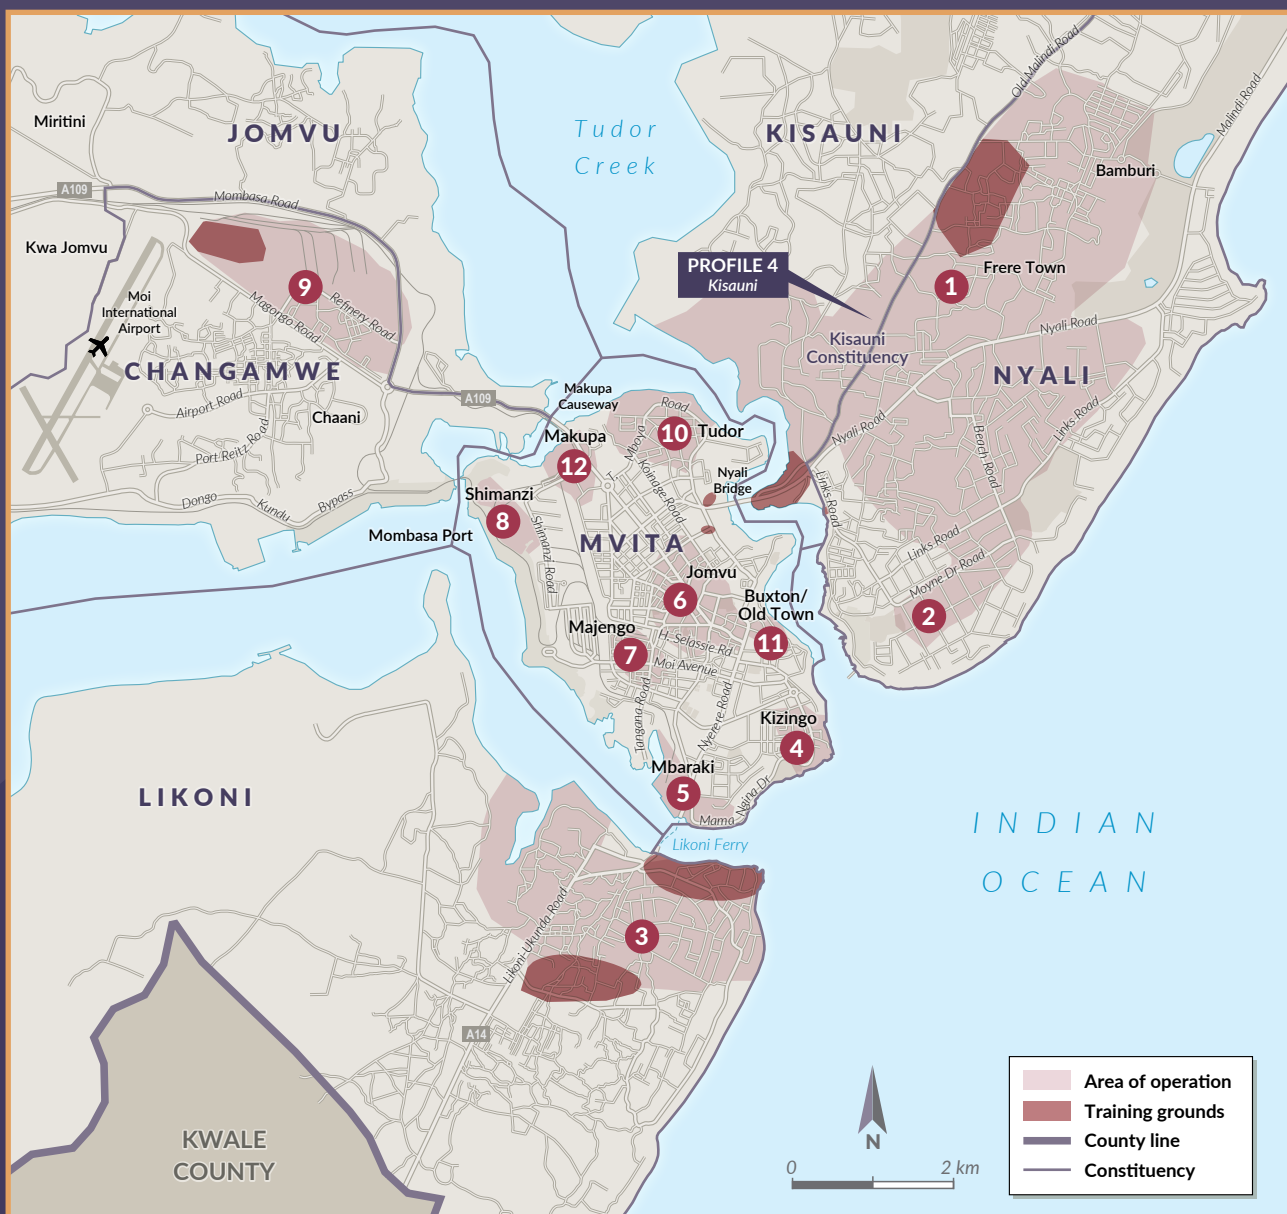 Old Malindi Road
Malindi Road
Miritini
JOMVU
Tudor
Creek
KISAUNI
Bamburi
A109
Mombasa Road
Kwa Jomvu
PROFILE 4
Kisauni
Frere Town
1
9
Moi
International
Airport
Magongo Road
Refinery Road
Nyali Road
Kisauni
Constituency
CHANGAMWE
NYALI
Airport Road
A109
Makupa
Causeway
Road
Chaani
Links Road
Nyali Road
Beach Road
Port Reitz Road
Makupa
T. Mboya
10
Tudor
12
Koinage Road
Nyali
Bridge
Shimanzi
Links Road
Dongo
Kundu
Bypass
8
Mombasa Port
Shimanzi Road
MVITA
Links Road
Jomvu
Moyne Dr Road
6
Buxton/
Old Town
2
Majengo
H. Selassie Rd
11
7
Moi Avenue
Tangana Road
Nyerere Road
Kizingo
4
Mbaraki
5
Mama
Ngina Dr
LIKONI
Likoni Ferry
INDIAN
OCEAN
Likoni-Ukunda Road
3
A14
KWALE
COUNTY
N
0
2 km
Area of operation
Training grounds
County line
Constituency